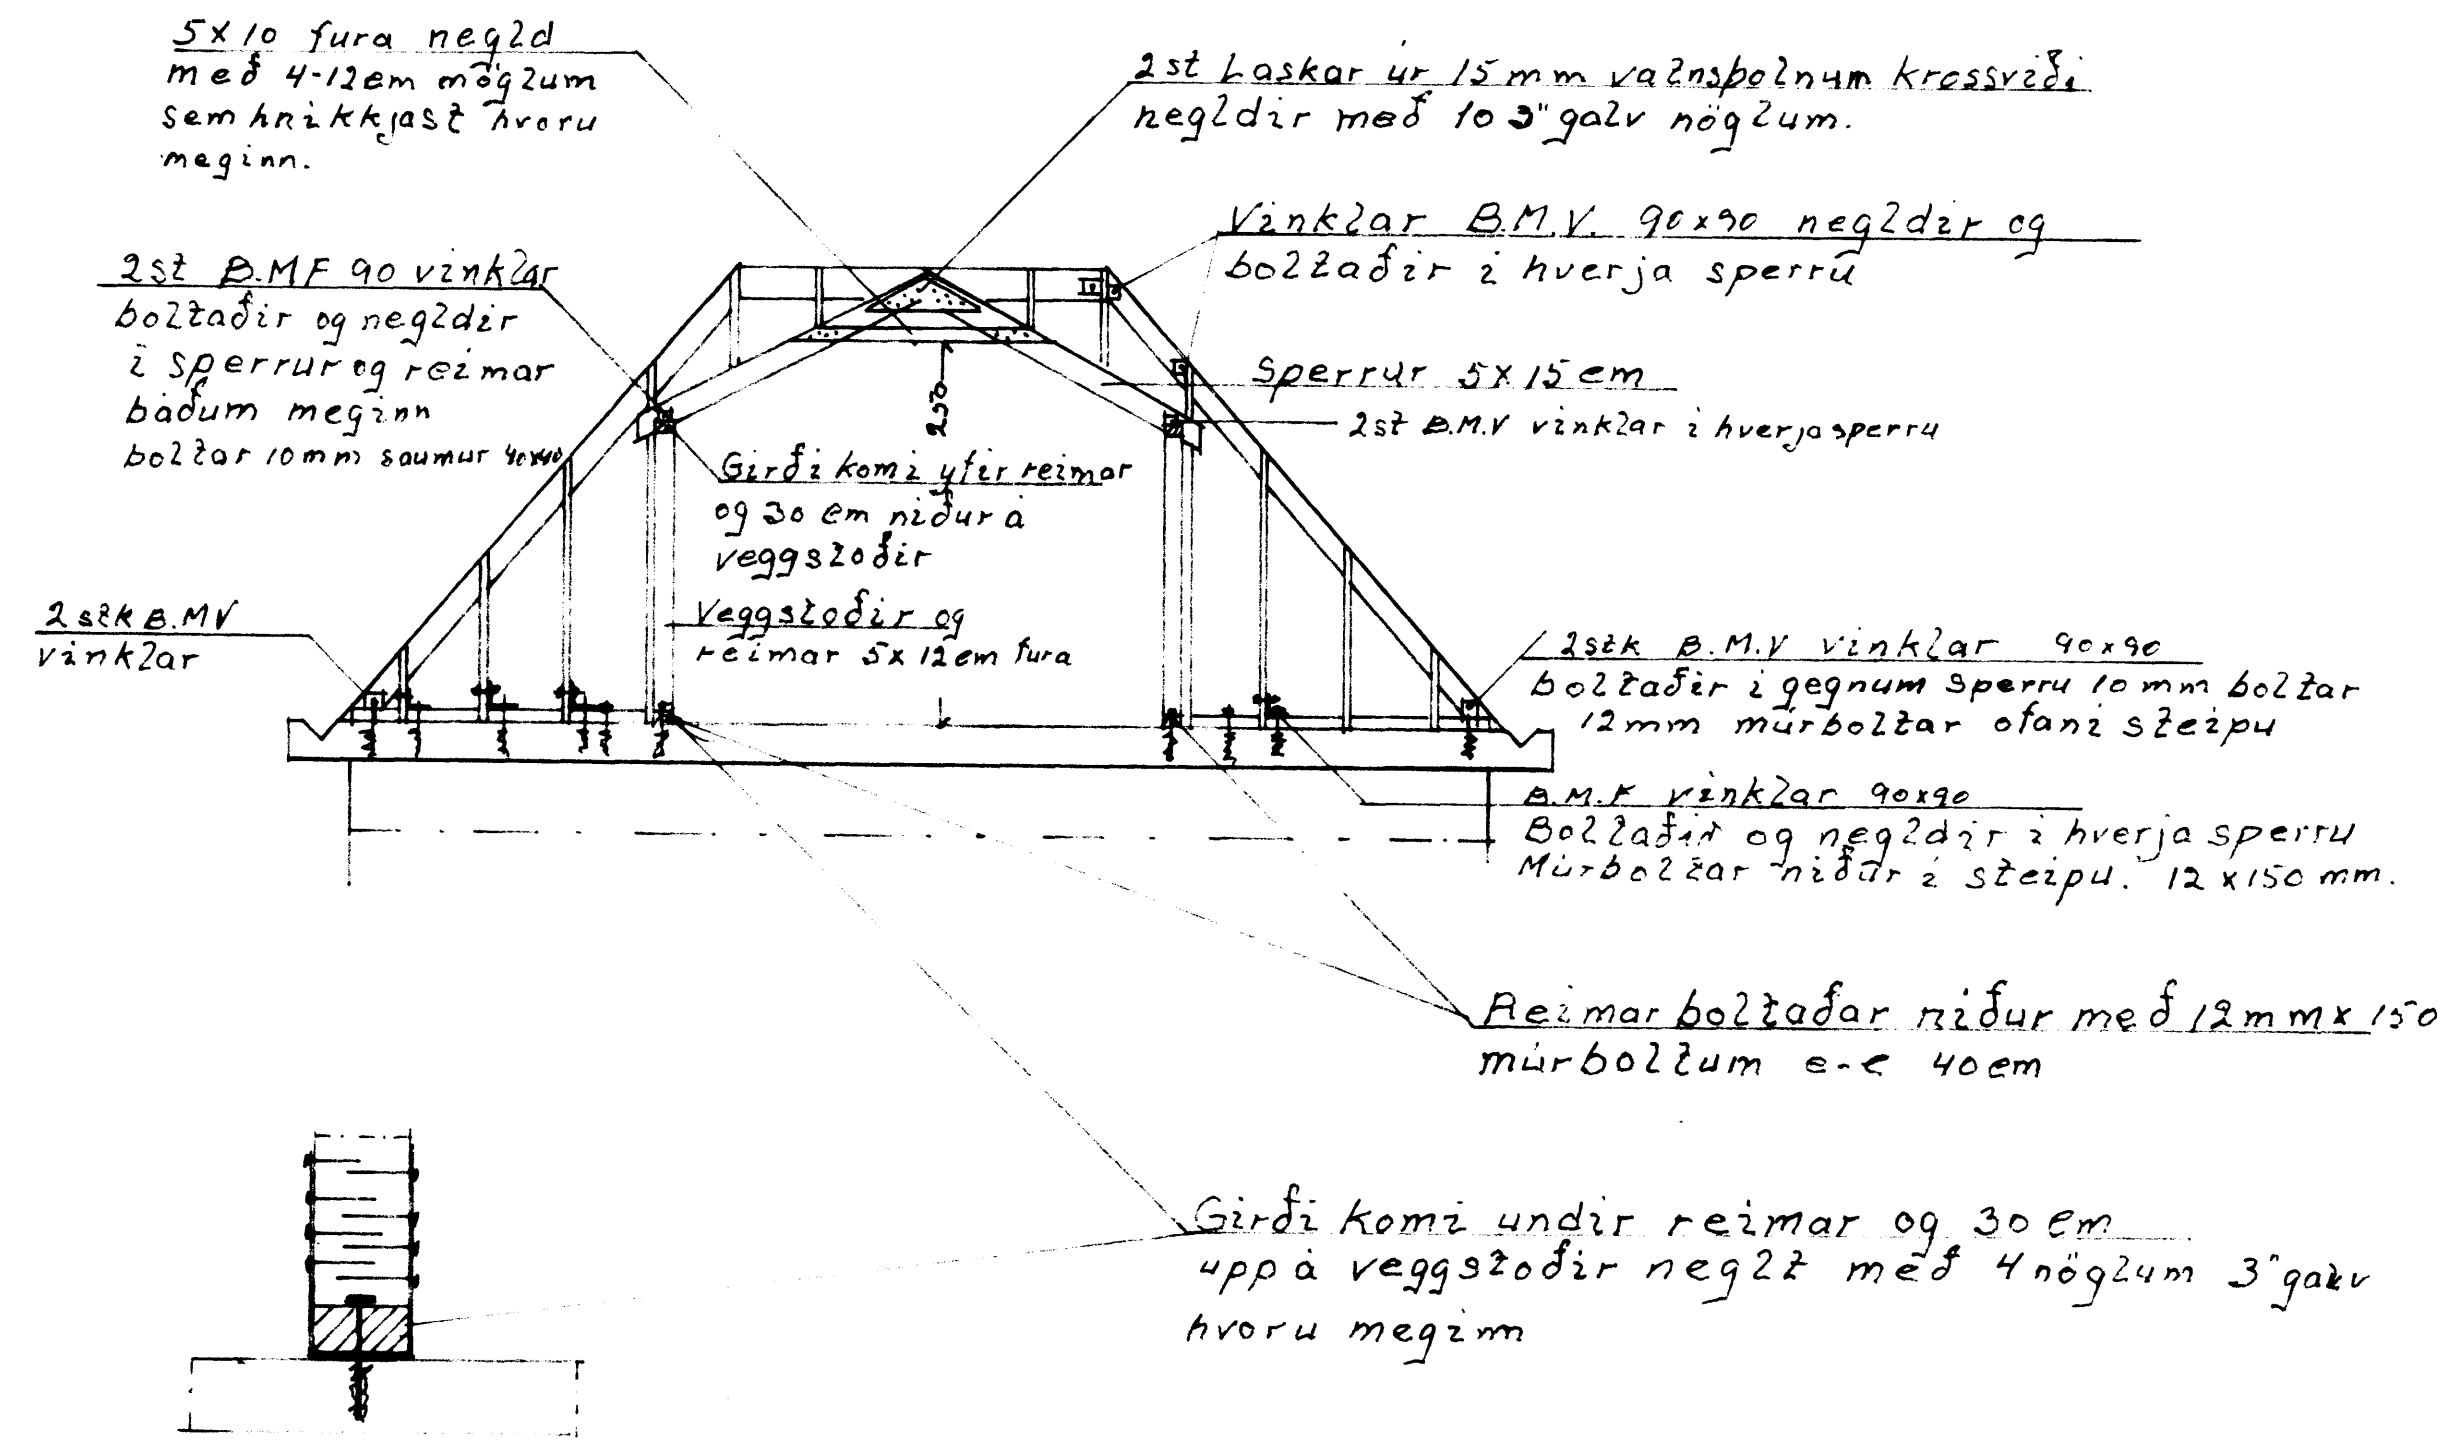 5x10 fura negld
með 4-12cm nöglum
sem hnikkjast hvoru
meginn.
2st Laskar úr 15mm vatnsþolnum krossviði
negldir með 10 3" galv nöglum.
Vinklar B.M.V. 90x90 negldir og
boltaðir i hverja sperru
2st B.MF 90 vinklar
boltaðir og negldir
i sperrur og reimar
báðum meginn
boltar 10mm saumur 40x40
Sperrur 5x15cm
2st B.M.V vinklar i hverja sperru
250
Girði komi yfir reimar
og 30 cm niður á
veggstoðir
Veggstoðir og
reimar 5x12cm fura
2stk B.MV
vinklar
2stk B.M.V vinklar 90x90
boltaðir i gegnum sperru 10mm boltar
12mm múrboltar ofani steipu
B.M.F vinklar 90x90
Boltaðir og negldir i hverja sperru
Múrboltar niður i steipu. 12x150mm.
Reimar boltaðar niður með 12mmx150
múrboltum c-c 40cm
Girði komi undir reimar og 30cm
upp á veggstoðir neglt með 4 nöglum 3" galv
hvoru meginn